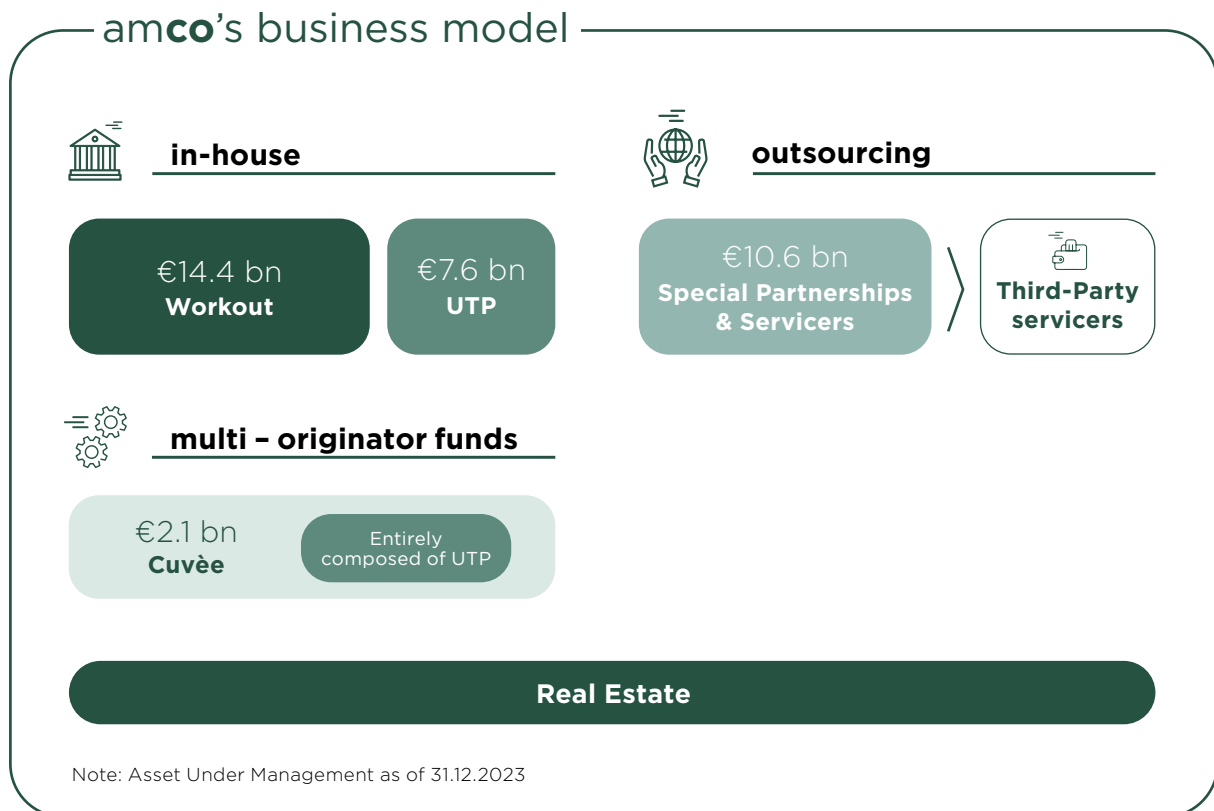 amco's business model
in-house
€14.4 bn
Workout
€7.6 bn
UTP
outsourcing
€10.6 bn
Special Partnerships
& Servicers
Third-Party
servicers
multi – originator funds
€2.1 bn
Cuvèe
Entirely
composed of UTP
Real Estate
Note: Asset Under Management as of 31.12.2023